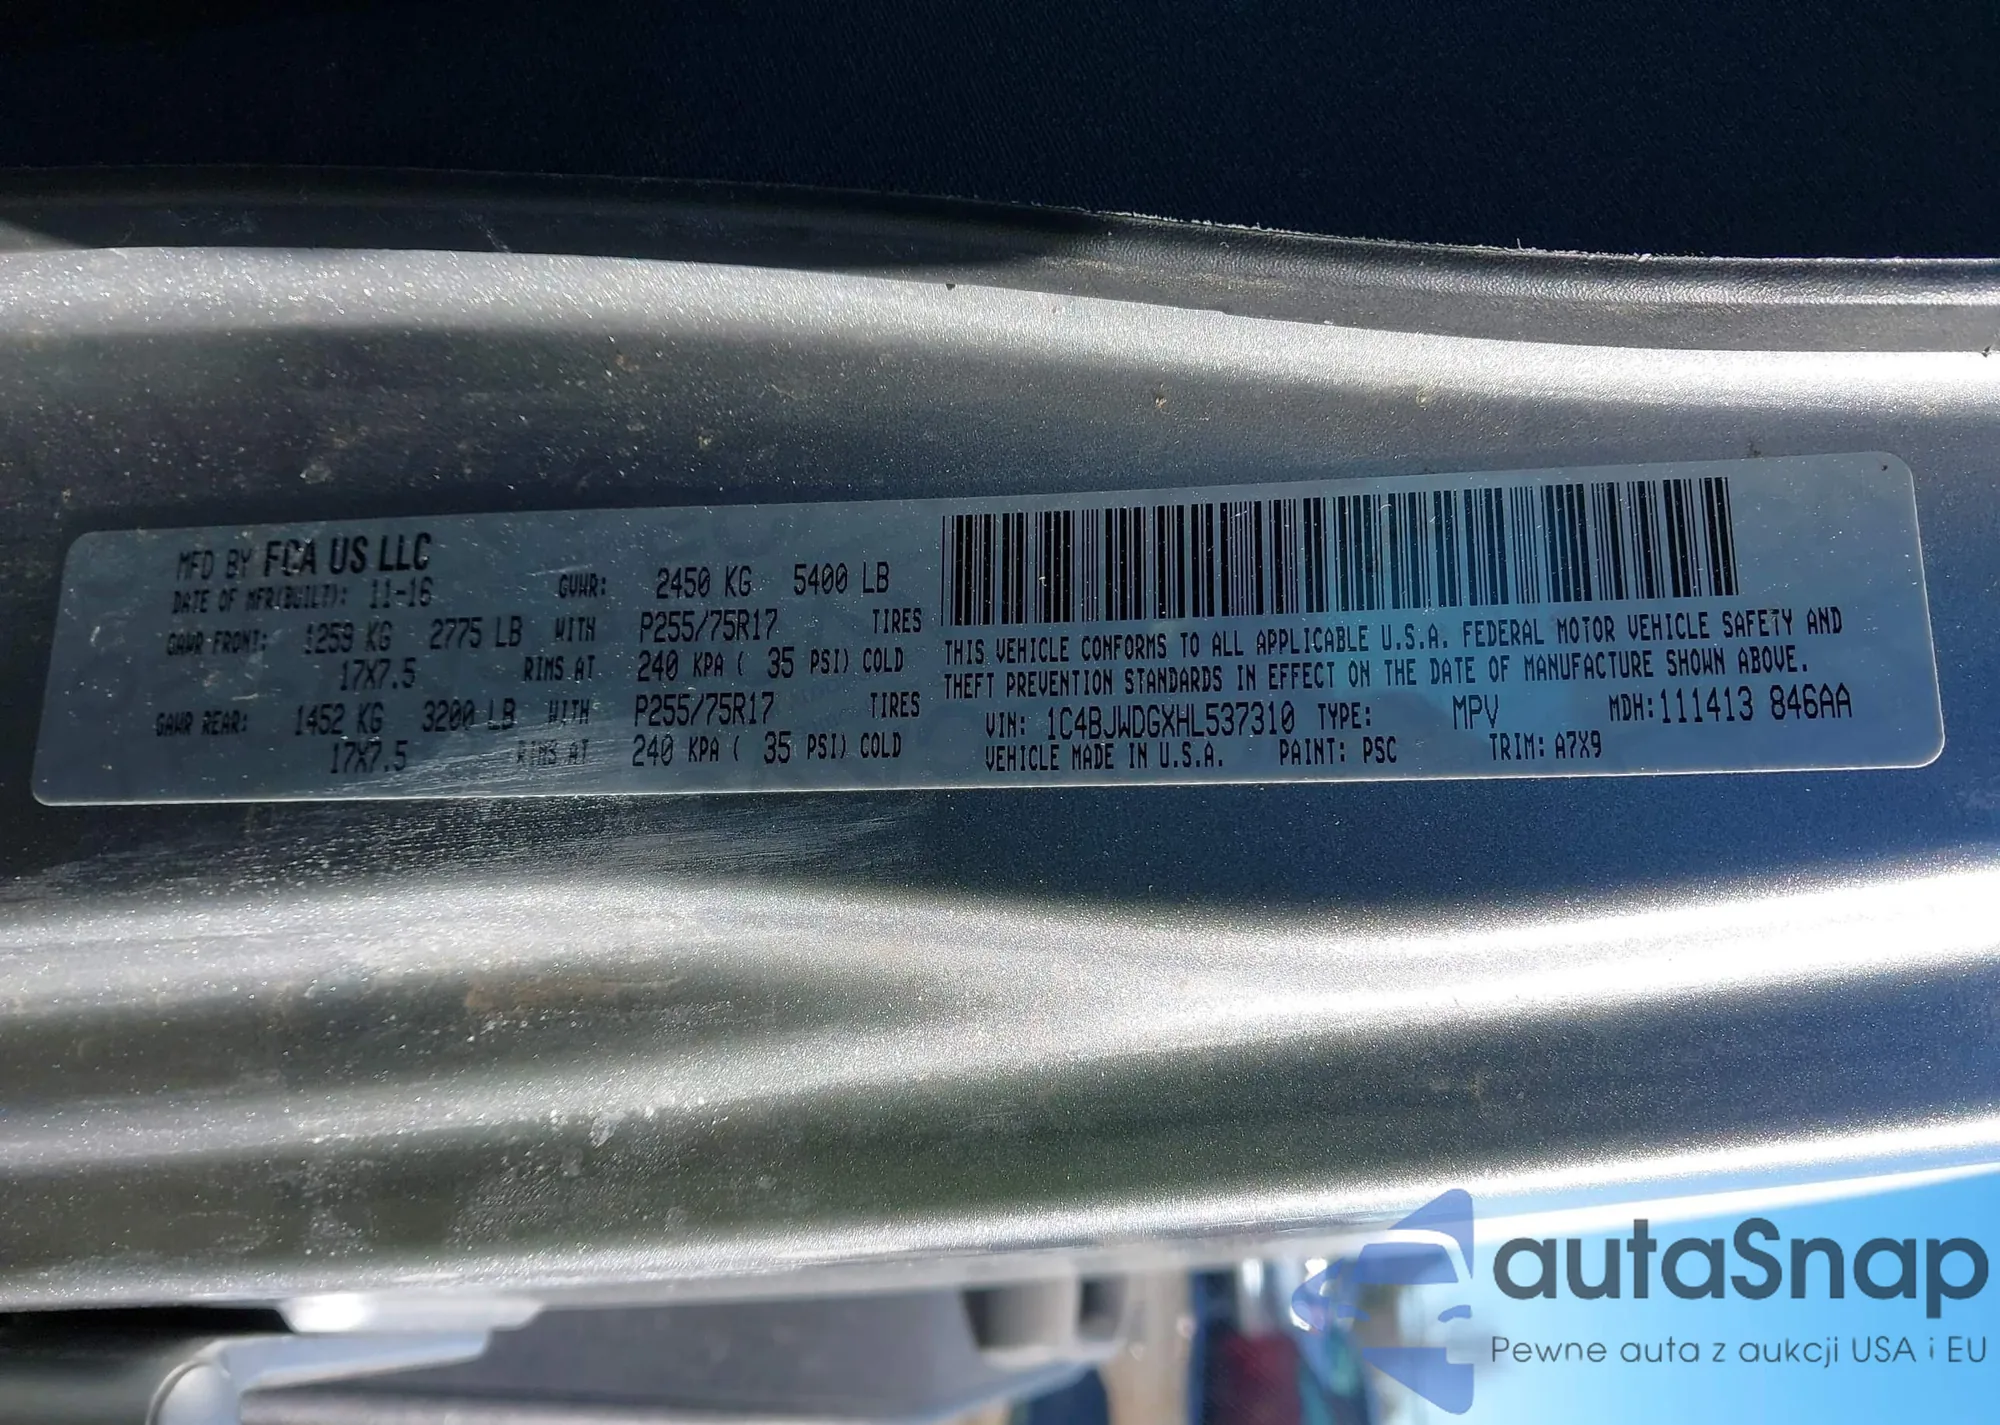 MFD BY FCA US LLC
DATE OF MFR(BUILT): 11-16 GVWR: 2450 KG 5400 LB
GAWR FRONT: 1259 KG 2775 LB WITH P255/75R17 TIRES
17X7.5 RIMS AT 240 KPA ( 35 PSI) COLD
GAWR REAR: 1452 KG 3200 LB WITH P255/75R17 TIRES
17X7.5 RIMS AT 240 KPA ( 35 PSI) COLD
THIS VEHICLE CONFORMS TO ALL APPLICABLE U.S.A. FEDERAL MOTOR VEHICLE SAFETY AND
THEFT PREVENTION STANDARDS IN EFFECT ON THE DATE OF MANUFACTURE SHOWN ABOVE.
VIN: 1C4BJWDGXHL537310 TYPE: MPV MDH:111413 846AA
VEHICLE MADE IN U.S.A. PAINT: PSC TRIM: A7X9
autaSnap
Pewne auta z aukcji USA i EU